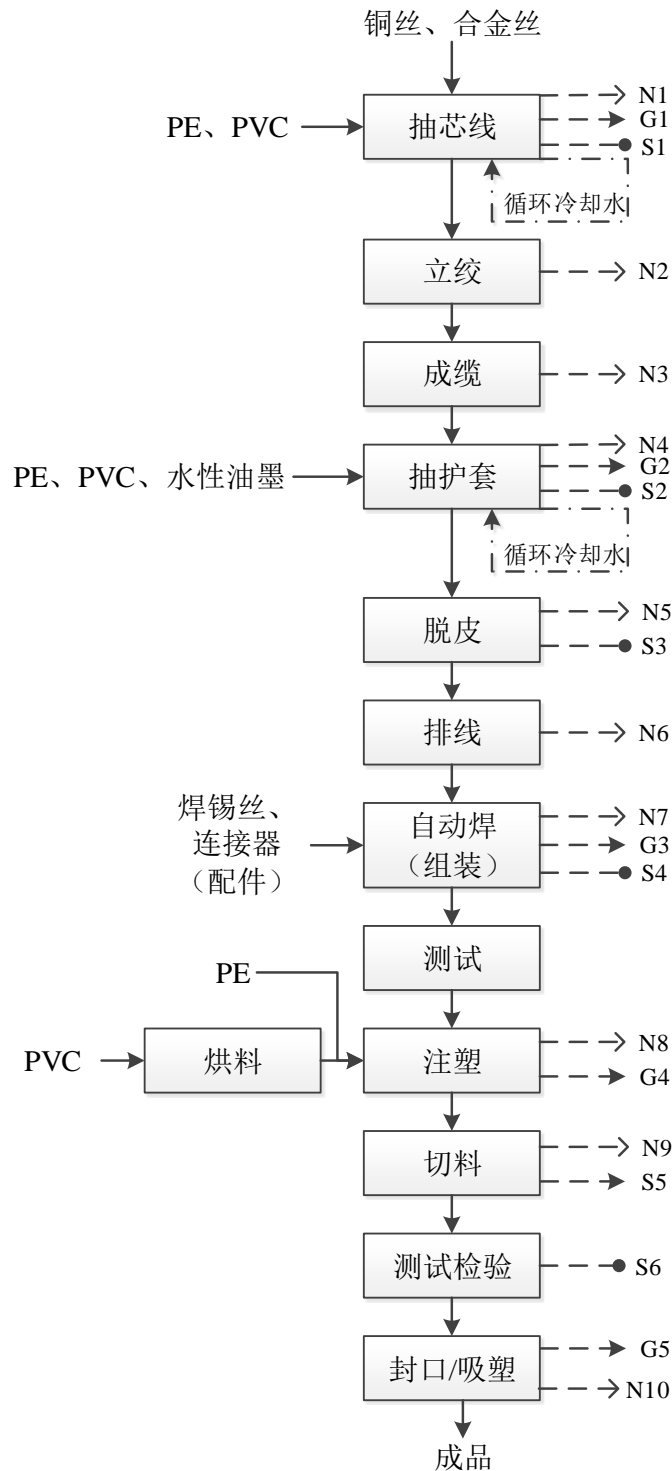 铜丝、合金丝
N1
G1
PE、PVC
抽芯线
S1
循环冷却水
立绞
N2
成缆
N3
N4
G2
PE、PVC、水性油墨
抽护套
S2
循环冷却水
N5
脱皮
S3
排线
N6
焊锡丝、
连接器
（配件）
自动焊
（组装）
N7
G3
S4
测试
PE
N8
PVC
烘料
注塑
G4
N9
切料
S5
测试检验
S6
G5
封口/吸塑
N10
成品